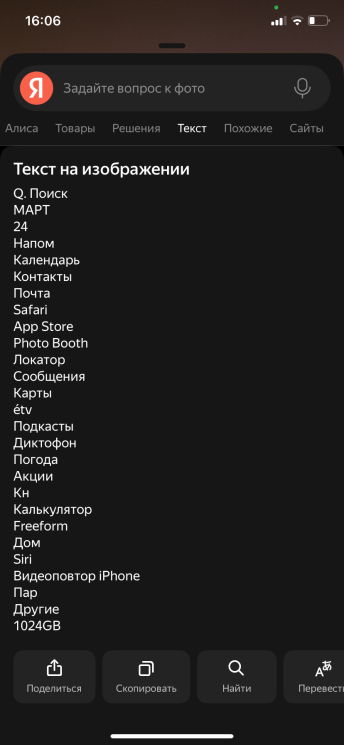 16:06
Я Задайте вопрос к фото
Алиса Товары Решения Текст Похожие Сайты
Текст на изображении
Q. Поиск
МАРТ
24
Напом
Календарь
Контакты
Почта
Safari
App Store
Photo Booth
Локатор
Сообщения
Карты
étv
Подкасты
Диктофон
Погода
Акции
Кн
Калькулятор
Freeform
Дом
Siri
Видеоповтор iPhone
Пар
Другие
1024GB
Поделиться Скопировать Найти Перевест